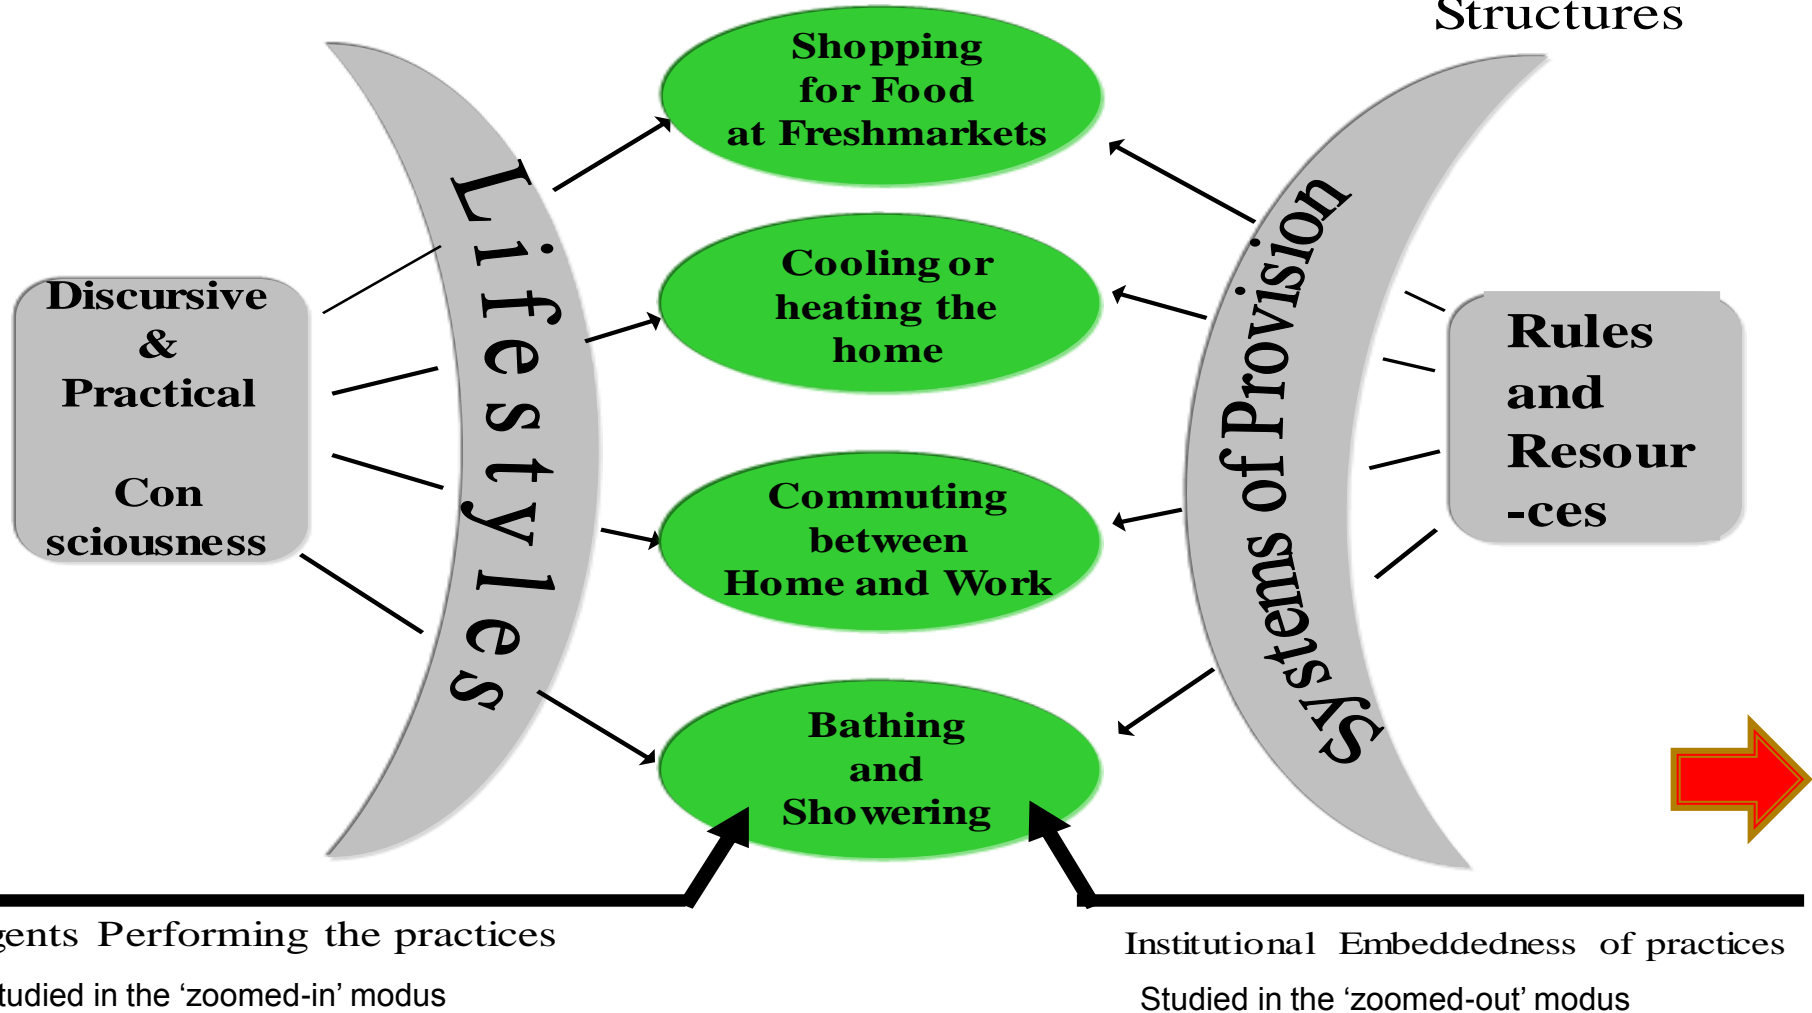 Structures
Shopping
for Food
at Freshmarkets
Cooling or
heating the
home
Commuting
between
Home and Work
Bathing
and
Showering
Discursive
&
Practical
Con
sciousness
Lifestyles
Systems of Provision
Rules
and
Resour
-ces
gents Performing the practices
tudied in the ‘zoomed-in’ modus
Institutional Embeddedness of practices
Studied in the ‘zoomed-out’ modus